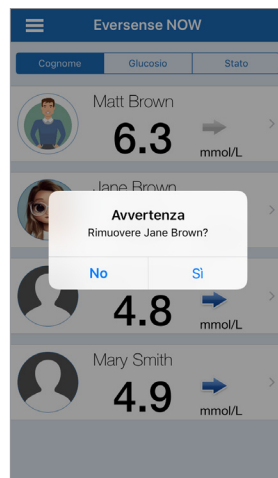 Eversense NOW
Cognome Glucosio Stato
Matt Brown
6.3
mmol/L
Jane Brown
Avvertenza
Rimuovere Jane Brown?
No Sì
4.8
mmol/L
Mary Smith
4.9
mmol/L